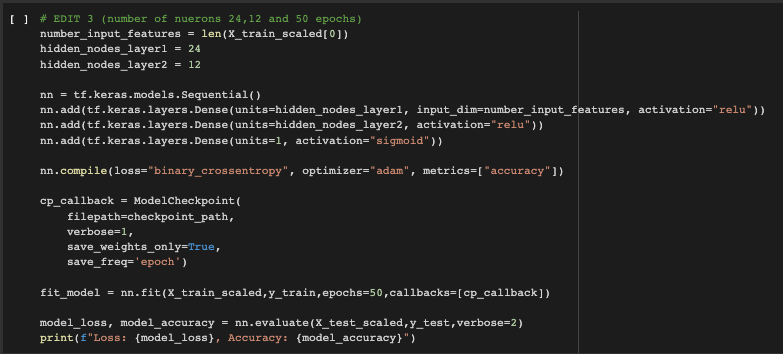 [ ] # EDIT 3 (number of nuerons 24,12 and 50 epochs)
number_input_features = len(X_train_scaled[0])
hidden_nodes_layer1 = 24
hidden_nodes_layer2 = 12
nn = tf.keras.models.Sequential()
nn.add(tf.keras.layers.Dense(units=hidden_nodes_layer1, input_dim=number_input_features, activation="relu"))
nn.add(tf.keras.layers.Dense(units=hidden_nodes_layer2, activation="relu"))
nn.add(tf.keras.layers.Dense(units=1, activation="sigmoid"))
nn.compile(loss="binary_crossentropy", optimizer="adam", metrics=["accuracy"])
cp_callback = ModelCheckpoint(
    filepath=checkpoint_path,
    verbose=1,
    save_weights_only=True,
    save_freq='epoch')
fit_model = nn.fit(X_train_scaled,y_train,epochs=50,callbacks=[cp_callback])
model_loss, model_accuracy = nn.evaluate(X_test_scaled,y_test,verbose=2)
print(f"Loss: {model_loss}, Accuracy: {model_accuracy}")